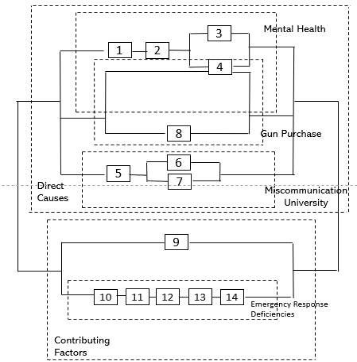 Mental Health
3
1
2
4
8
Gun Purchase
6
5
7
Direct
Causes
Miscommunication
University
9
10
11
12
13
14
Emergency Response
Deficiencies
Contributing
Factors